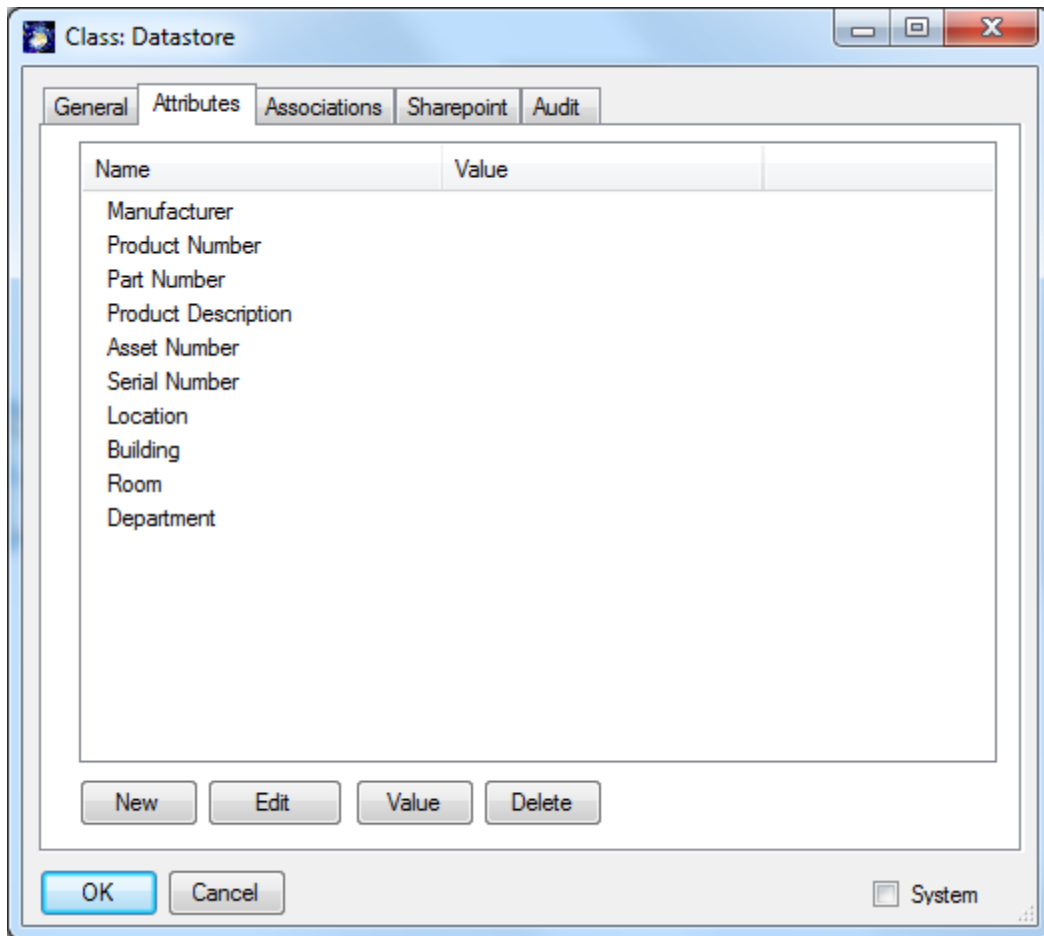 Class: Datastore
General Attributes Associations Sharepoint Audit
Name Value
Manufacturer
Product Number
Part Number
Product Description
Asset Number
Serial Number
Location
Building
Room
Department
New Edit Value Delete
OK Cancel System